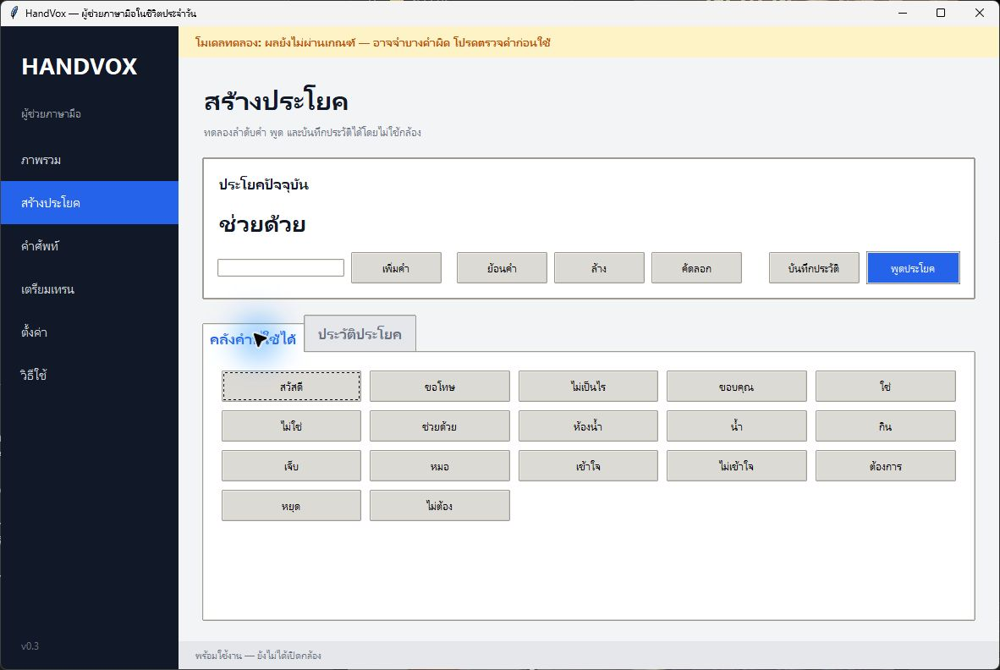 HandVox — ผู้ช่วยภาษามือในชีวิตประจำวัน
HANDVOX
ผู้ช่วยภาษามือ
ภาพรวม
สร้างประโยค
คำศัพท์
เตรียมเทรน
ตั้งค่า
วิธีใช้
v0.3
โมเดลทดลอง: ผลยังไม่ผ่านเกณฑ์ — อาจจำบางคำผิด โปรดตรวจคำก่อนใช้
สร้างประโยค
ทดลองลำดับคำ พูด และบันทึกประวัติได้โดยไม่ใช้กล้อง
ประโยคปัจจุบัน
ช่วยด้วย
เพิ่มคำ ย้อนคำ ล้าง คัดลอก บันทึกประวัติ พูดประโยค
คลังคำ ใช้ได้ ประวัติประโยค
สวัสดี ขอโทษ ไม่เป็นไร ขอบคุณ ใช่
ไม่ใช่ ช่วยด้วย ห้องน้ำ น้ำ กิน
เจ็บ หมอ เข้าใจ ไม่เข้าใจ ต้องการ
หยุด ไม่ต้อง
พร้อมใช้งาน — ยังไม่ได้เปิดกล้อง